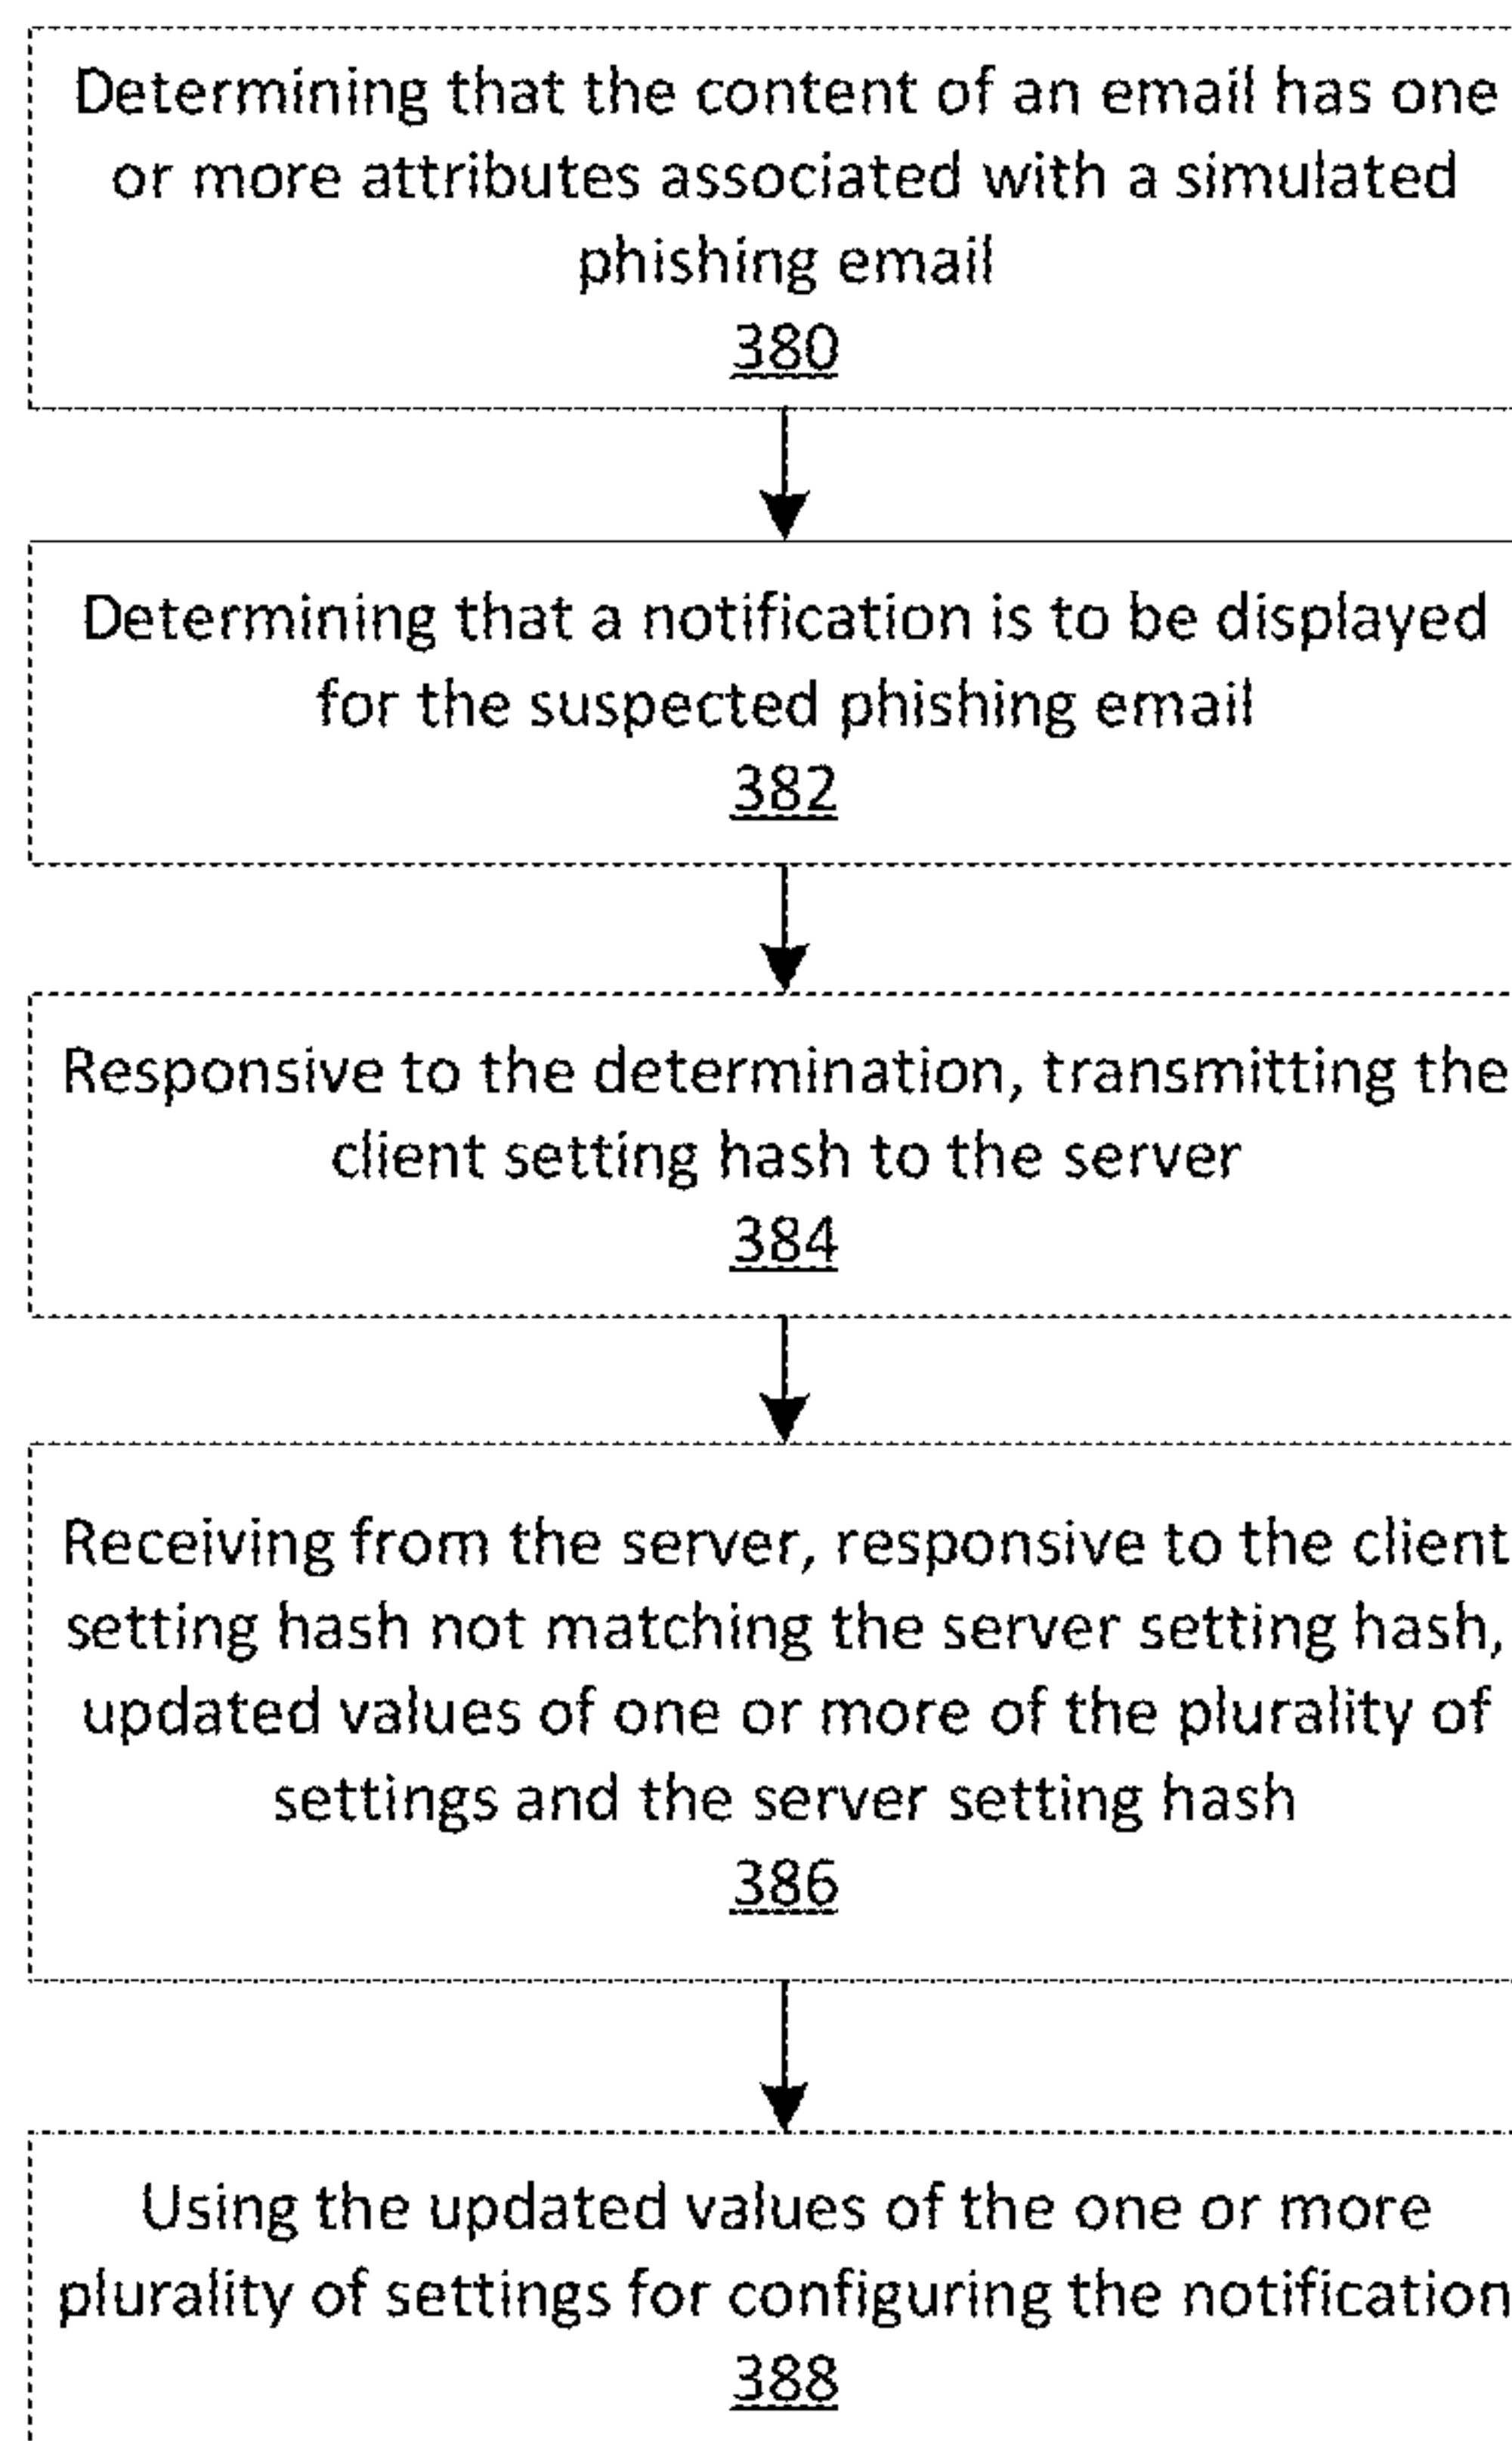 Determining that the content of an email has one
or more attributes associated with a simulated
phishing email
380
Determining that a notification is to be displayed
for the suspected phishing email
382
Responsive to the determination, transmitting the
client setting hash to the server
384
Receiving from the server, responsive to the client
setting hash not matching the server setting hash,
updated values of one or more of the plurality of
settings and the server setting hash
386
Using the updated values of the one or more
plurality of settings for configuring the notification
388